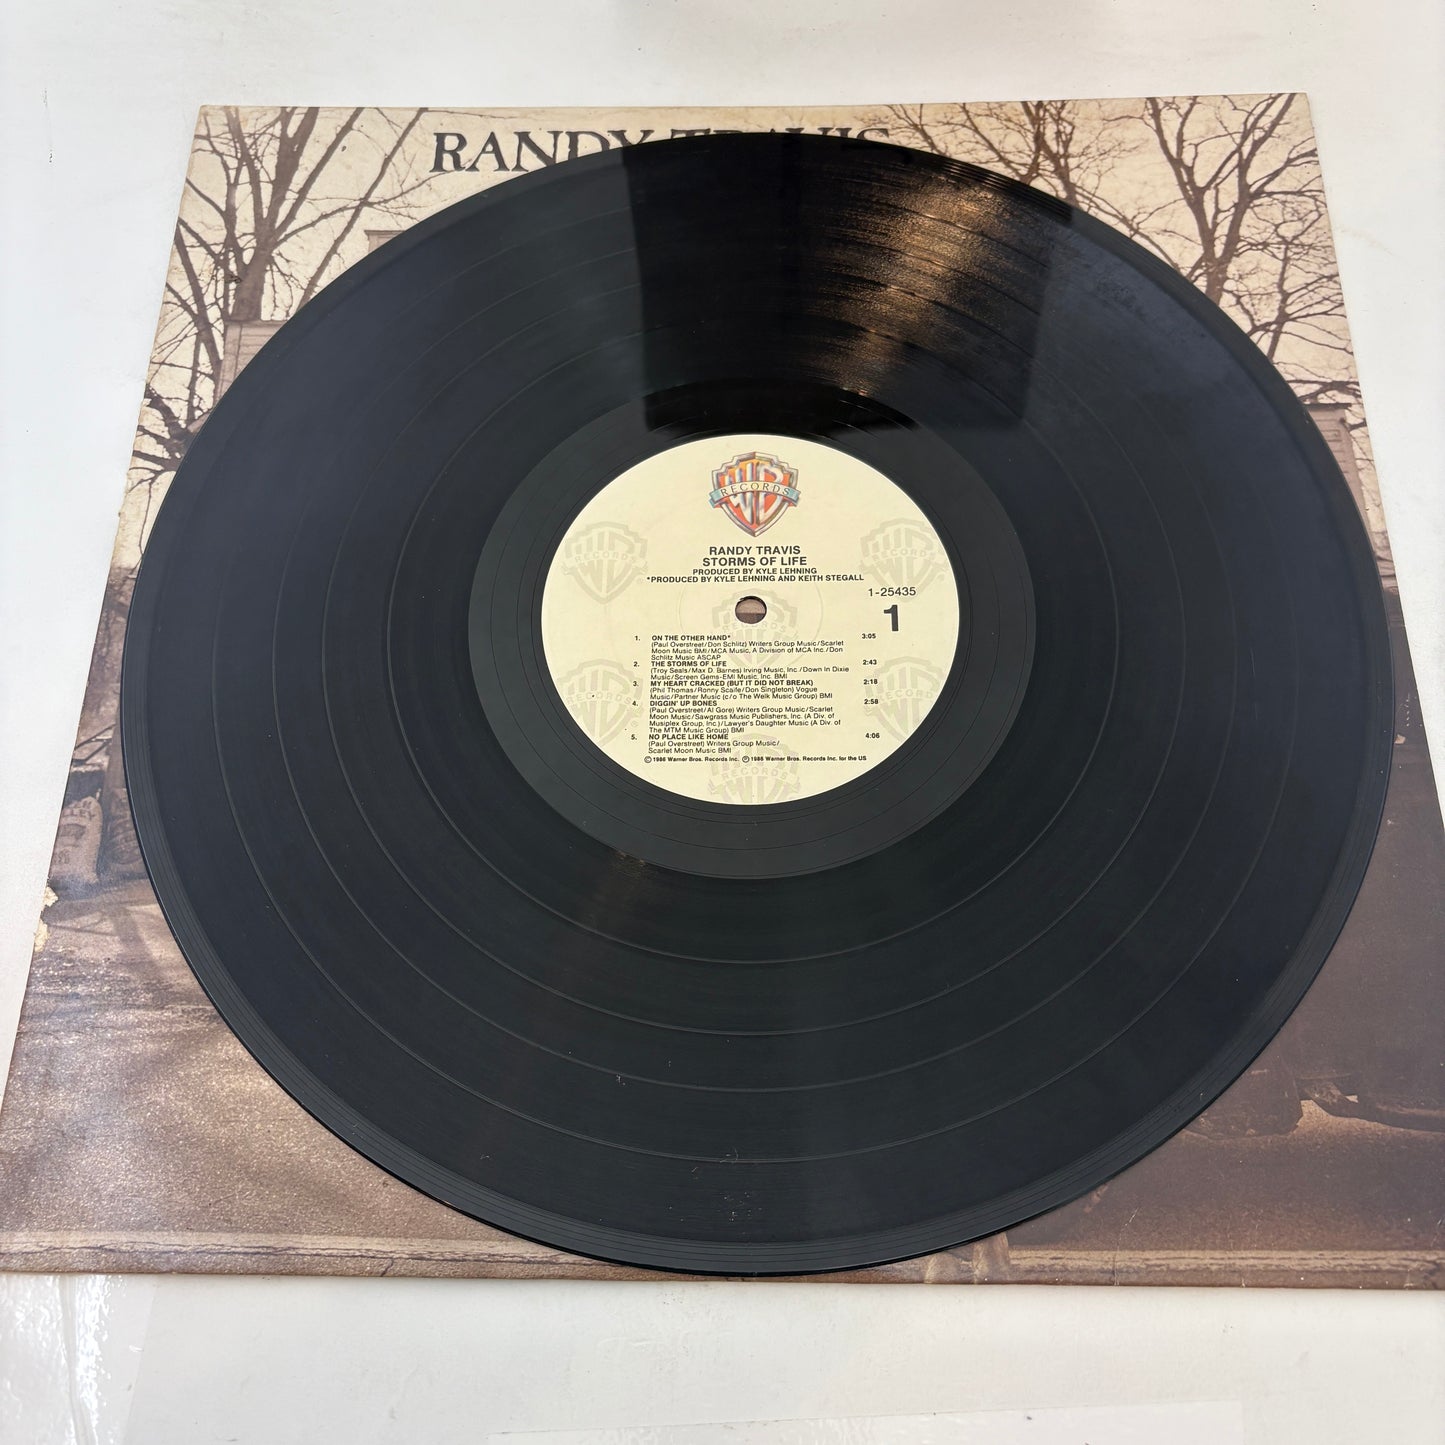 RANDY TRAVIS
WB
RECORDS
RANDY TRAVIS
STORMS OF LIFE
PRODUCED BY KYLE LEHNING
*PRODUCED BY KYLE LEHNING AND KEITH STEGALL
1-25435
1
1. ON THE OTHER HAND* 3:05
(Paul Overstreet/Don Schlitz) Writers Group Music/Scarlet
Moon Music BMI/MCA Music, A Division of MCA Inc./Don
Schlitz Music ASCAP
2. THE STORMS OF LIFE 2:43
(Troy Seals/Max D. Barnes) Irving Music, Inc./Down In Dixie
Music/Screen Gems-EMI Music, Inc. BMI
3. MY HEART CRACKED (BUT IT DID NOT BREAK) 2:18
(Phil Thomas/Ronny Scaife/Don Singleton) Vogue
Music/Partner Music (c/o The Welk Music Group) BMI
4. DIGGIN' UP BONES 2:58
(Paul Overstreet/Al Gore) Writers Group Music/Scarlet
Moon Music/Sawgrass Music Publishers, Inc. (A Div. of
Musiplex Group, Inc.)/Lawyer's Daughter Music (A Div. of
The MTM Music Group) BMI
5. NO PLACE LIKE HOME 4:06
(Paul Overstreet) Writers Group Music/
Scarlet Moon Music BMI
©1986 Warner Bros. Records Inc. ℗1986 Warner Bros. Records Inc. for the US